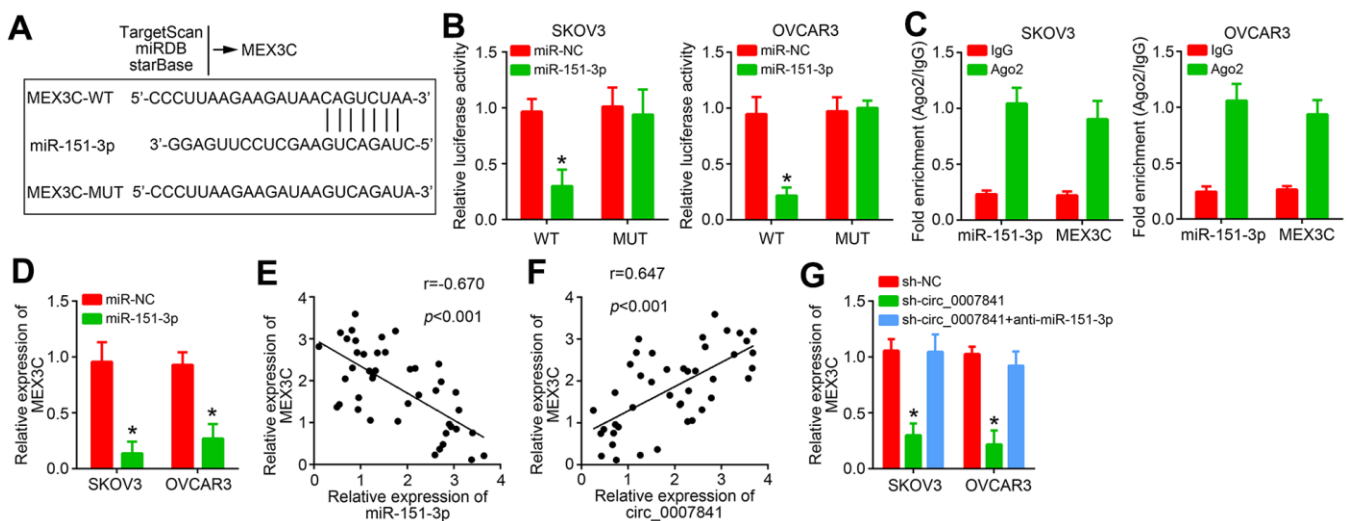 A
TargetScan
miRDB
starBase
MEX3C
MEX3C-WT 5'-CCCUUAAGAAGAUAACAGUCUAA-3'
miR-151-3p 3'-GGAGUUCCUCGAAGUCAGAUC-5'
MEX3C-MUT 5'-CCCUUAAGAAGAUAAGUCAGAUA-3'
B
SKOV3
miR-NC
miR-151-3p
Relative luciferase activity
1.5
1.0
0.5
0.0
*
WT MUT
OVCAR3
miR-NC
miR-151-3p
Relative luciferase activity
1.5
1.0
0.5
0.0
*
WT MUT
C
SKOV3
IgG
Ago2
Fold enrichment (Ago2/IgG)
1.5
1.0
0.5
0.0
miR-151-3p MEX3C
OVCAR3
IgG
Ago2
Fold enrichment (Ago2/IgG)
1.5
1.0
0.5
0.0
miR-151-3p MEX3C
D
miR-NC
miR-151-3p
Relative expression of
MEX3C
1.5
1.0
0.5
0.0
* *
SKOV3 OVCAR3
E
r=-0.670
p<0.001
Relative expression of
MEX3C
4
3
2
1
0
0 1 2 3 4
Relative expression of
miR-151-3p
F
r=0.647
p<0.001
Relative expression of
MEX3C
4
3
2
1
0
0 1 2 3 4
Relative expression of
circ_0007841
G
sh-NC
sh-circ_0007841
sh-circ_0007841+anti-miR-151-3p
Relative expression of
MEX3C
1.5
1.0
0.5
0.0
* *
SKOV3 OVCAR3